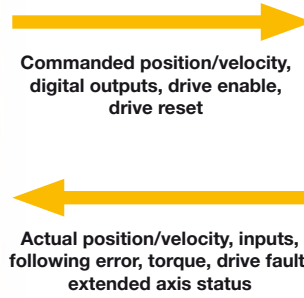 Commanded position/velocity,
digital outputs, drive enable,
drive reset
Actual position/velocity, inputs,
following error, torque, drive fault
extended axis status